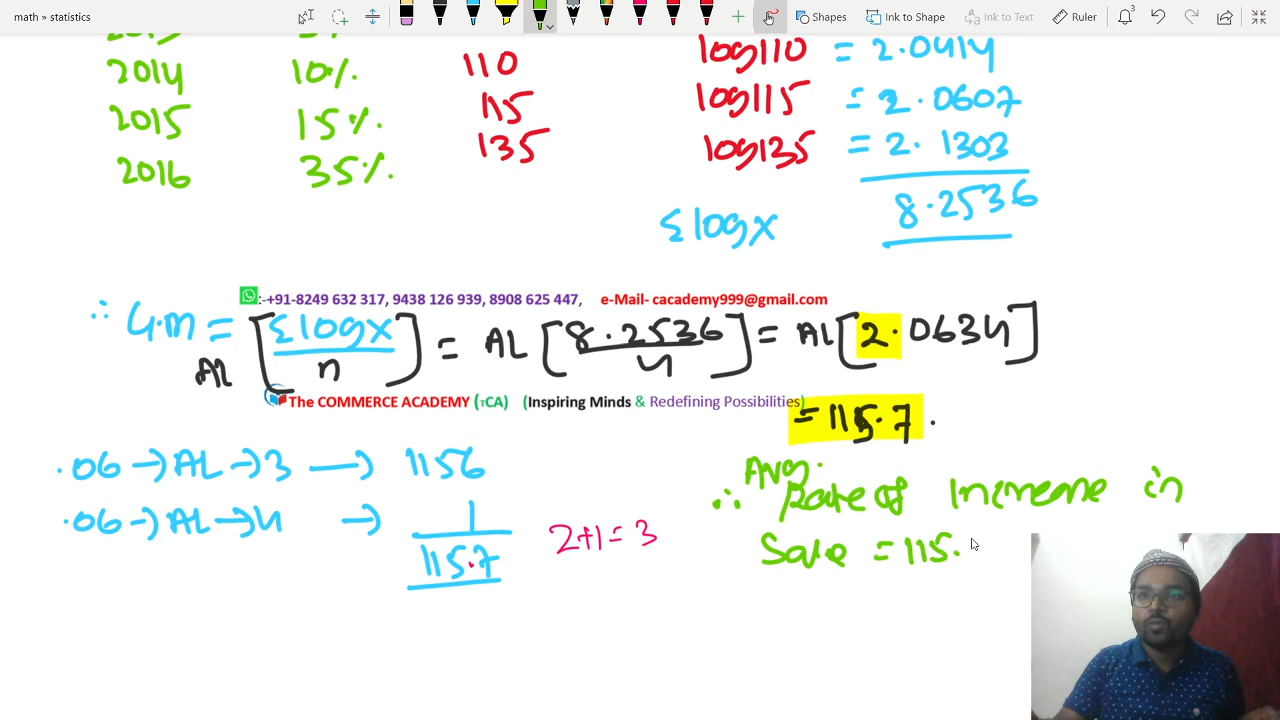 math » statistics
Shapes Ink to Shape Ink to Text Ruler
2014 10% 110 log110 = 2.0414
2015 15% 115 log115 = 2.0607
2016 35% 135 log135 = 2.1303
Σlogx 8.2536
:-+91-8249 632 317, 9438 126 939, 8908 625 447, e-Mail- cacademy999@gmail.com
∴ G.m = AL [Σlogx / n] = AL [8.2536 / 4] = AL [2.0634]
The COMMERCE ACADEMY (TCA) (Inspiring Minds & Redefining Possibilities)
= 115.7.
.06 → AL → 3 → 1156
.06 → AL → 4 → 1
115.7
2+1 = 3
∴ Avg. Rate of Increase in
Sale = 115.